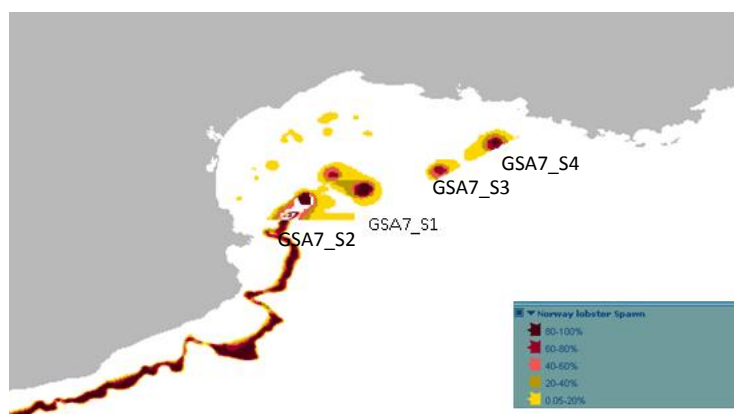 GSA7_S4
GSA7_S3
GSA7_S1
GSA7_S2
Norway lobster Spawn
80-100%
60-80%
40-60%
20-40%
0.05-20%